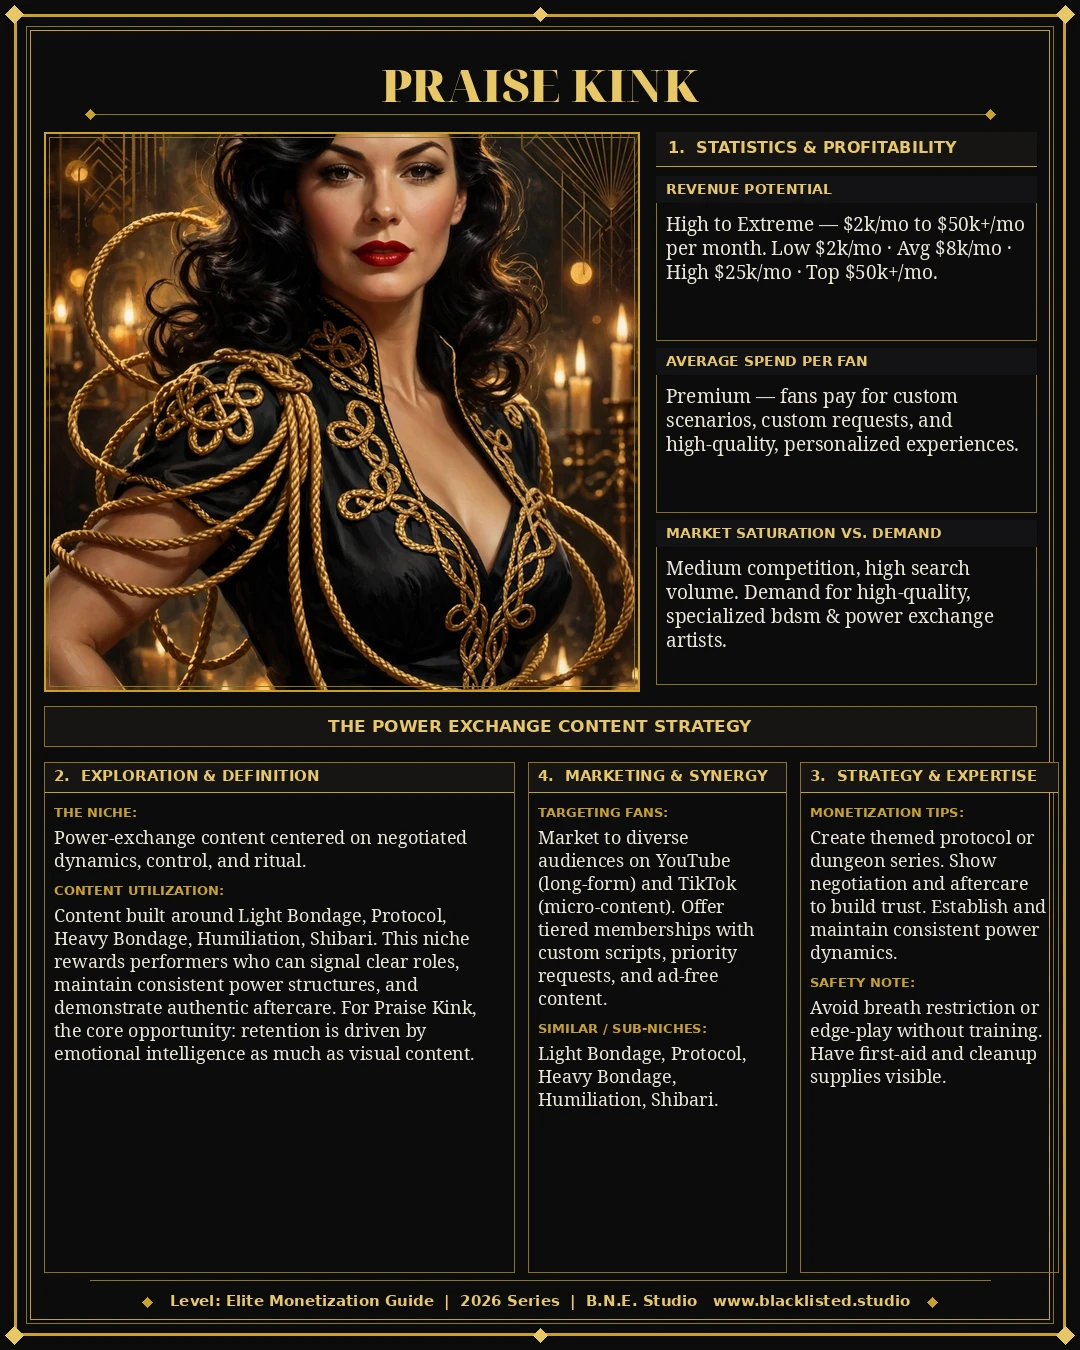 PRAISE KINK
1. STATISTICS & PROFITABILITY
REVENUE POTENTIAL
High to Extreme — $2k/mo to $50k+/mo
per month. Low $2k/mo · Avg $8k/mo ·
High $25k/mo · Top $50k+/mo.
AVERAGE SPEND PER FAN
Premium — fans pay for custom
scenarios, custom requests, and
high-quality, personalized experiences.
MARKET SATURATION VS. DEMAND
Medium competition, high search
volume. Demand for high-quality,
specialized bdsm & power exchange
artists.
THE POWER EXCHANGE CONTENT STRATEGY
2. EXPLORATION & DEFINITION
THE NICHE:
Power-exchange content centered on negotiated
dynamics, control, and ritual.
CONTENT UTILIZATION:
Content built around Light Bondage, Protocol,
Heavy Bondage, Humiliation, Shibari. This niche
rewards performers who can signal clear roles,
maintain consistent power structures, and
demonstrate authentic aftercare. For Praise Kink,
the core opportunity: retention is driven by
emotional intelligence as much as visual content.
4. MARKETING & SYNERGY
TARGETING FANS:
Market to diverse
audiences on YouTube
(long-form) and TikTok
(micro-content). Offer
tiered memberships with
custom scripts, priority
requests, and ad-free
content.
SIMILAR / SUB-NICHES:
Light Bondage, Protocol,
Heavy Bondage,
Humiliation, Shibari.
3. STRATEGY & EXPERTISE
MONETIZATION TIPS:
Create themed protocol or
dungeon series. Show
negotiation and aftercare
to build trust. Establish and
maintain consistent power
dynamics.
SAFETY NOTE:
Avoid breath restriction or
edge-play without training.
Have first-aid and cleanup
supplies visible.
Level: Elite Monetization Guide | 2026 Series | B.N.E. Studio www.blacklisted.studio